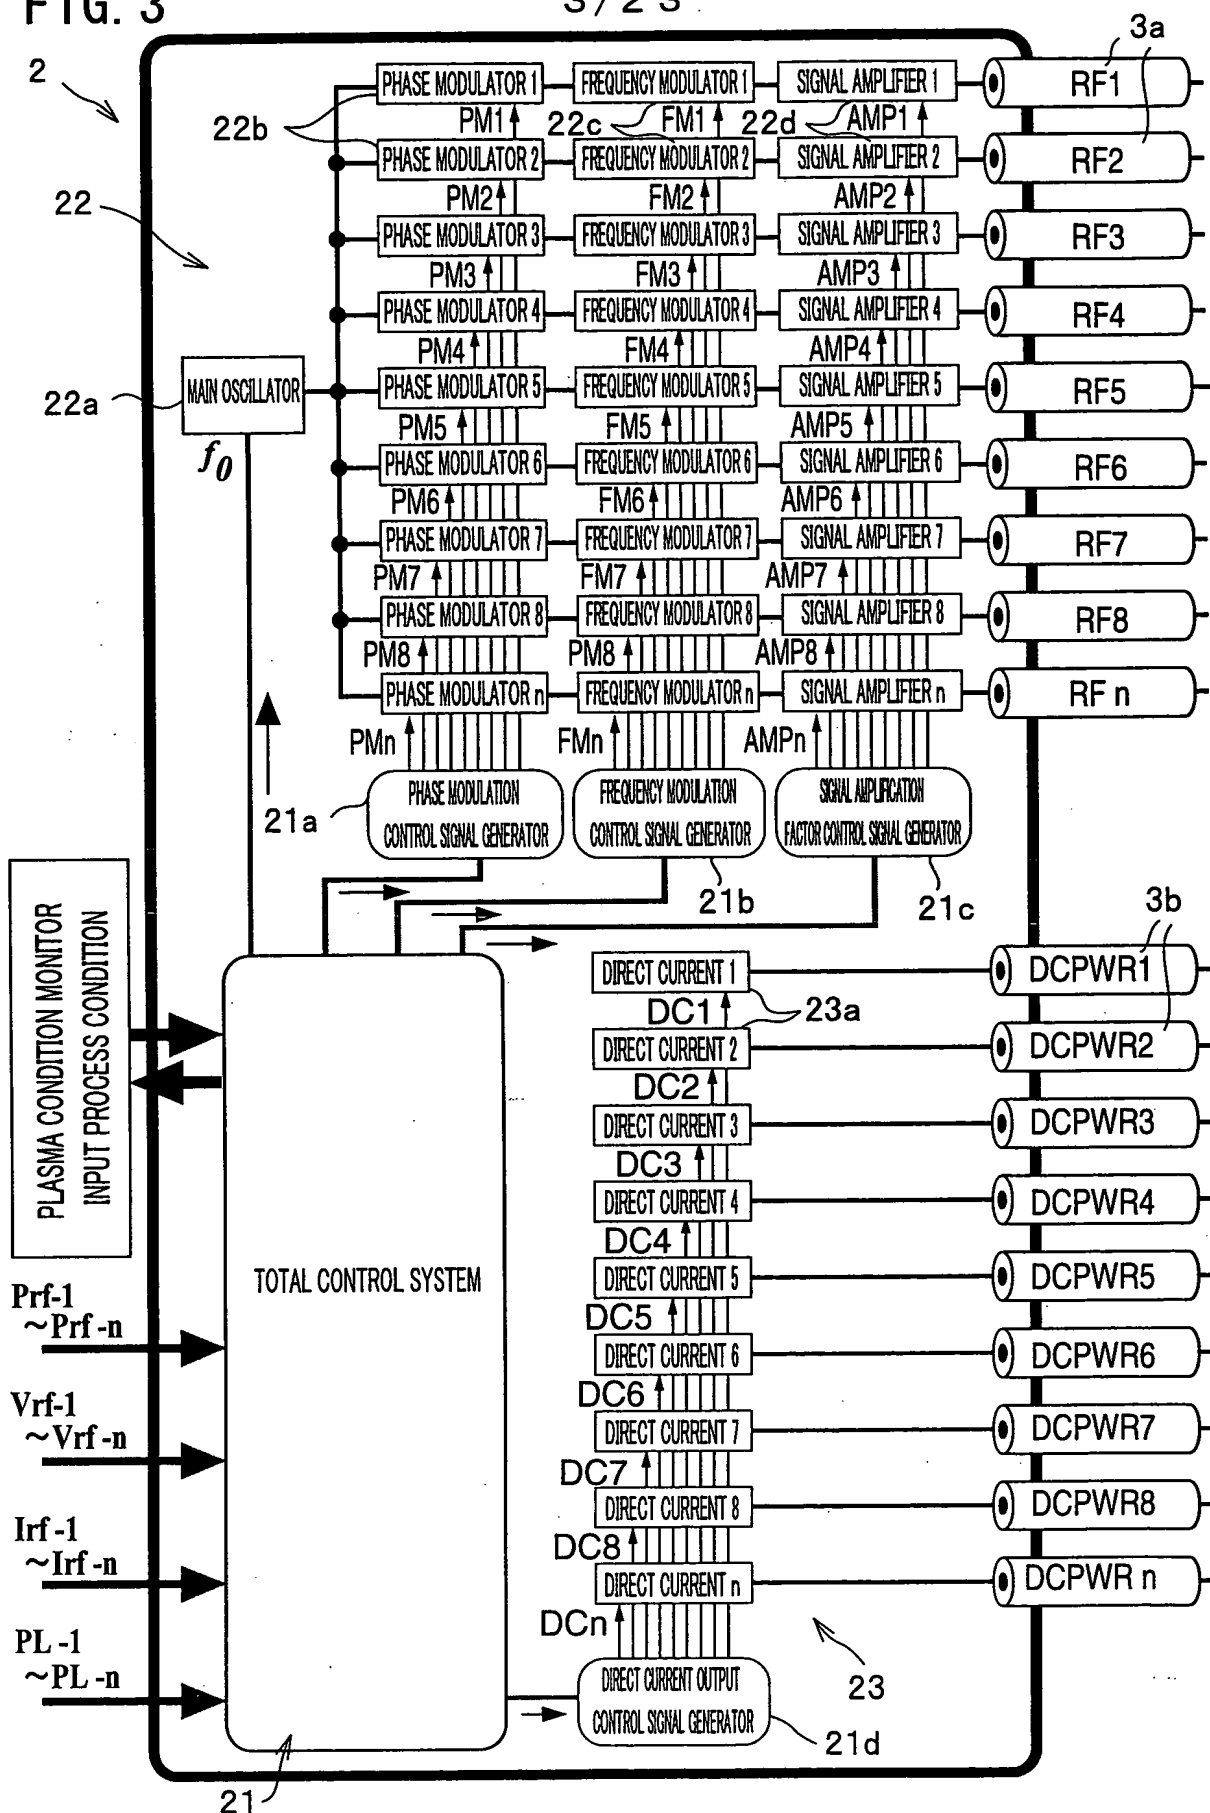 FIG. 3
3/23
2
3a
PHASE MODULATOR 1 FREQUENCY MODULATOR 1 SIGNAL AMPLIFIER 1 RF1
22b PM1 22c FM1 22d AMP1
PHASE MODULATOR 2 FREQUENCY MODULATOR 2 SIGNAL AMPLIFIER 2 RF2
22 PM2 FM2 AMP2
PHASE MODULATOR 3 FREQUENCY MODULATOR 3 SIGNAL AMPLIFIER 3 RF3
PM3 FM3 AMP3
PHASE MODULATOR 4 FREQUENCY MODULATOR 4 SIGNAL AMPLIFIER 4 RF4
PM4 FM4 AMP4
22a MAIN OSCILLATOR PHASE MODULATOR 5 FREQUENCY MODULATOR 5 SIGNAL AMPLIFIER 5 RF5
f0 PM5 FM5 AMP5
PHASE MODULATOR 6 FREQUENCY MODULATOR 6 SIGNAL AMPLIFIER 6 RF6
PM6 FM6 AMP6
PHASE MODULATOR 7 FREQUENCY MODULATOR 7 SIGNAL AMPLIFIER 7 RF7
PM7 FM7 AMP7
PHASE MODULATOR 8 FREQUENCY MODULATOR 8 SIGNAL AMPLIFIER 8 RF8
PM8 PM8 AMP8
PHASE MODULATOR n FREQUENCY MODULATOR n SIGNAL AMPLIFIER n RF n
PMn FMn AMPn
21a
PHASE MODULATION
CONTROL SIGNAL GENERATOR
FREQUENCY MODULATION
CONTROL SIGNAL GENERATOR
SIGNAL AMPLIFICATION
FACTOR CONTROL SIGNAL GENERATOR
21b 21c 3b
PLASMA CONDITION MONITOR
INPUT PROCESS CONDITION
DIRECT CURRENT 1 DCPWR1
DC1 23a
DIRECT CURRENT 2 DCPWR2
DC2
DIRECT CURRENT 3 DCPWR3
DC3
DIRECT CURRENT 4 DCPWR4
DC4
TOTAL CONTROL SYSTEM DIRECT CURRENT 5 DCPWR5
DC5
DIRECT CURRENT 6 DCPWR6
DC6
DIRECT CURRENT 7 DCPWR7
DC7
DIRECT CURRENT 8 DCPWR8
DC8
DIRECT CURRENT n DCPWR n
DCn
Prf-1
~Prf -n
Vrf-1
~Vrf -n
Irf -1
~Irf -n
PL -1
~PL -n
23
DIRECT CURRENT OUTPUT
CONTROL SIGNAL GENERATOR
21d
21